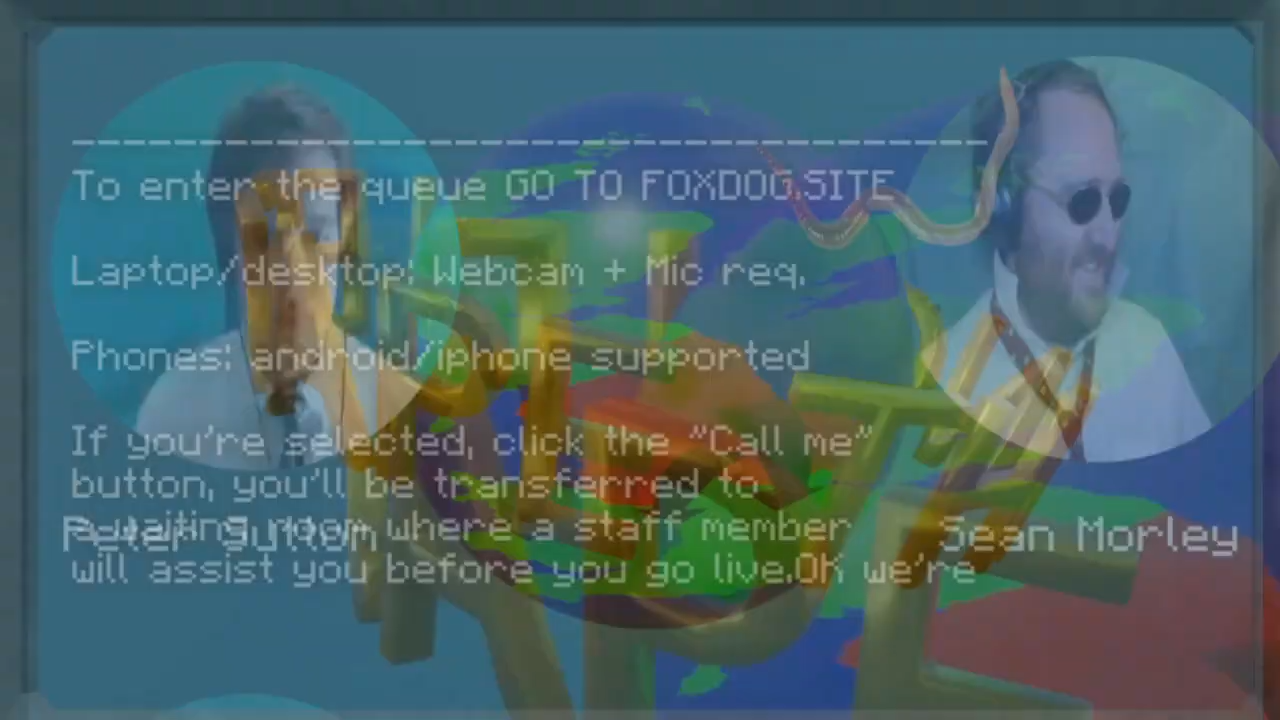 To enter the queue GO TO FOXDOG.SITE
Laptop/desktop: Webcam + Mic req.
Phones: android/iphone supported
If you're selected, click the "Call me"
button, you'll be transferred to
a waiting room where a staff member
Peter Sutton
Sean Morley
will assist you before you go live.OK we're